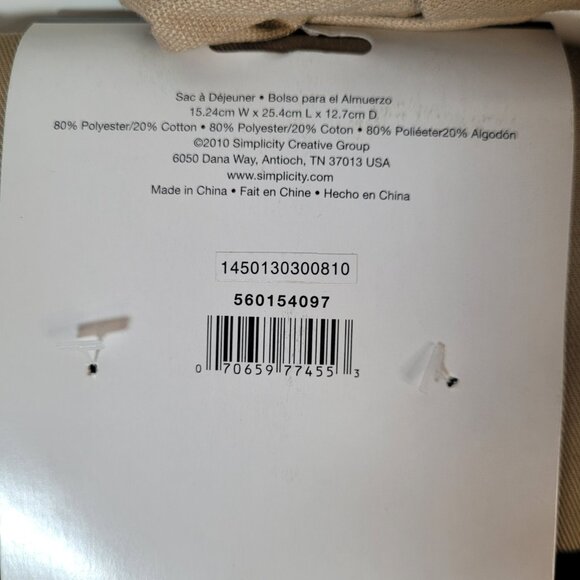 Sac à Déjeuner • Bolso para el Almuerzo
15.24cm W x 25.4cm L x 12.7cm D
80% Polyester/20% Cotton • 80% Polyester/20% Coton • 80% Poliéeter20% Algodón
©2010 Simplicity Creative Group
6050 Dana Way, Antioch, TN 37013 USA
www.simplicity.com
Made in China • Fait en Chine • Hecho en China
1450130300810
560154097
0 70659 77455 3